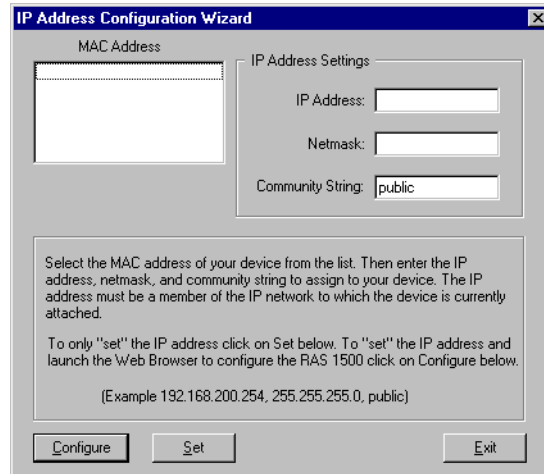 IP Address Configuration Wizard
MAC Address
IP Address Settings
IP Address:
Netmask:
Community String: public
Select the MAC address of your device from the list. Then enter the IP
address, netmask, and community string to assign to your device. The IP
address must be a member of the IP network to which the device is currently
attached.
To only "set" the IP address click on Set below. To "set" the IP address and
launch the Web Browser to configure the RAS 1500 click on Configure below.
(Example 192.168.200.254, 255.255.255.0, public)
Configure Set Exit